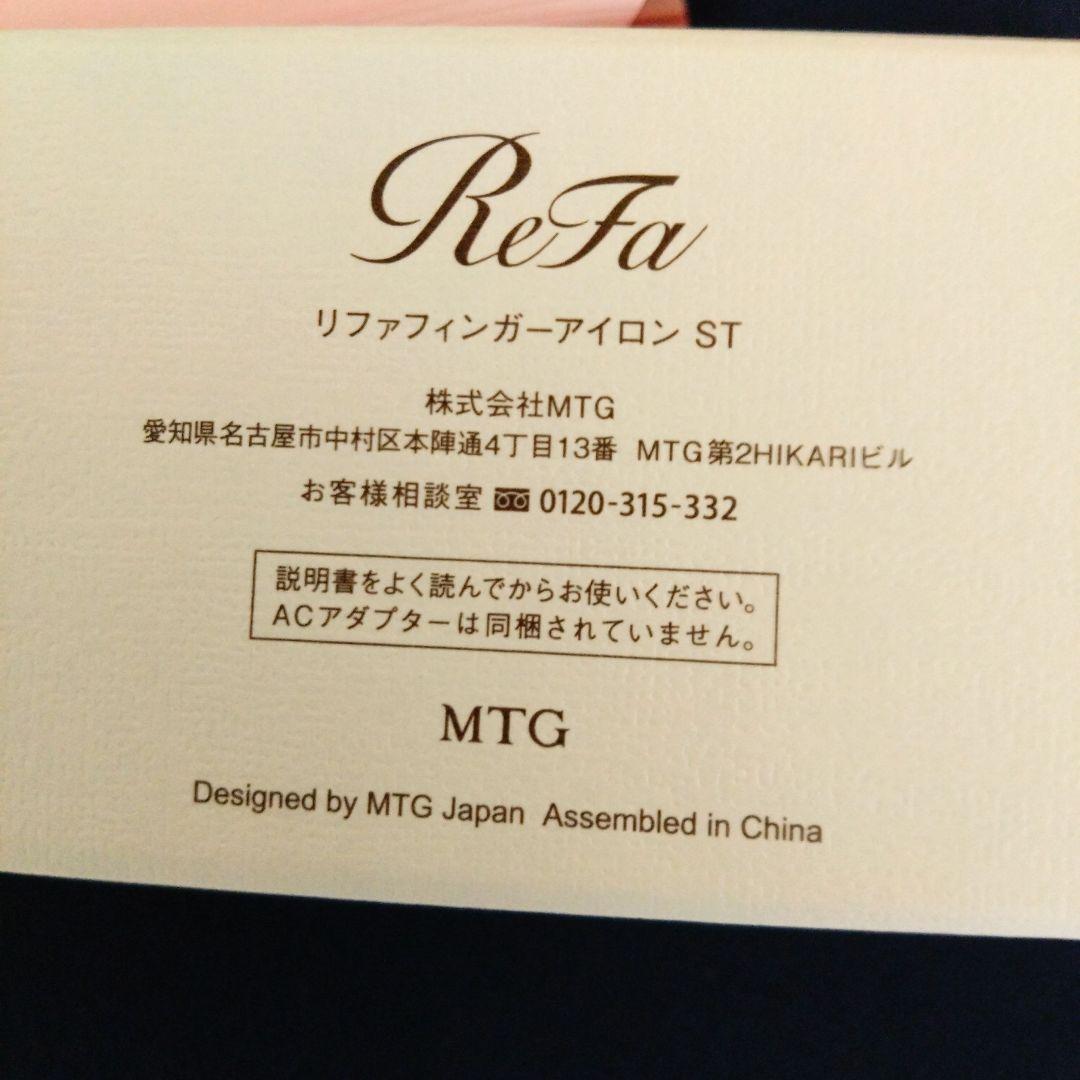 ReFa
リファフィンガーアイロン ST
株式会社MTG
愛知県名古屋市中村区本陣通4丁目13番 MTG第2HIKARIビル
お客様相談室 0120-315-332
説明書をよく読んでからお使いください。
ACアダプターは同梱されていません。
MTG
Designed by MTG Japan Assembled in China